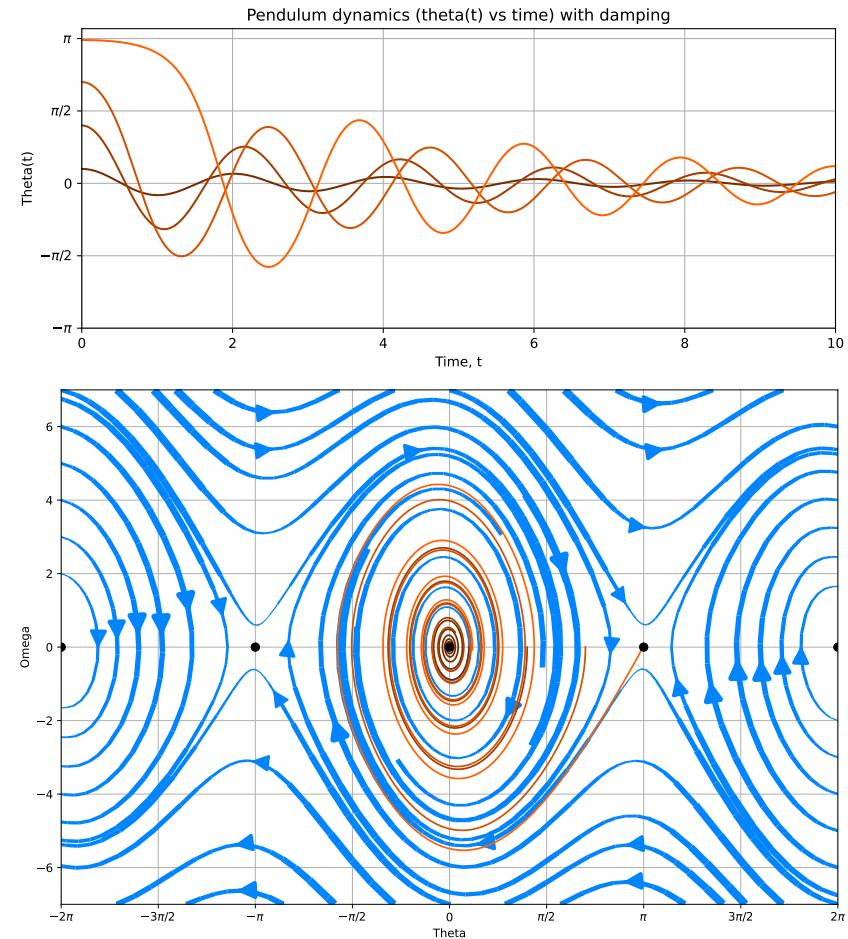 Pendulum dynamics (theta(t) vs time) with damping
π
π/2
0
−π/2
−π
Theta(t)
0 2 4 6 8 10
Time, t
6
4
2
0
−2
−4
−6
Omega
−2π −3π/2 −π −π/2 0 π/2 π 3π/2 2π
Theta